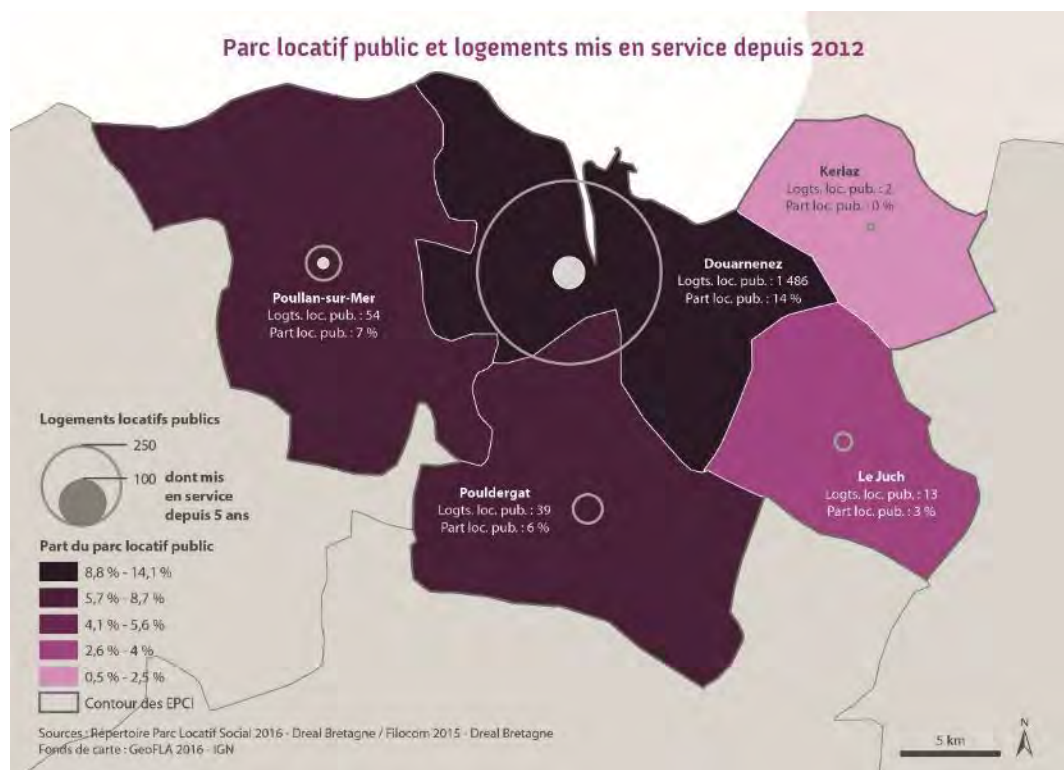 Parc locatif public et logements mis en service depuis 2012
Kerlaz
Logts. loc. pub. : 2
Part loc. pub. : 0 %
Douarnenez
Logts. loc. pub. : 1 486
Part loc. pub. : 14 %
Poullan-sur-Mer
Logts. loc. pub. : 54
Part loc. pub. : 7 %
Le Juch
Logts. loc. pub. : 13
Part loc. pub. : 3 %
Pouldergat
Logts. loc. pub. : 39
Part loc. pub. : 6 %
Logements locatifs publics
250
100 dont mis
en service
depuis 5 ans
Part du parc locatif public
8,8 % - 14,1 %
5,7 % - 8,7 %
4,1 % - 5,6 %
2,6 % - 4 %
0,5 % - 2,5 %
Contour des EPCI
Sources : Répertoire Parc Locatif Social 2016 - Dreal Bretagne / Filocom 2015 - Dreal Bretagne
Fonds de carte : GeoFLA 2016 - IGN
5 km
N